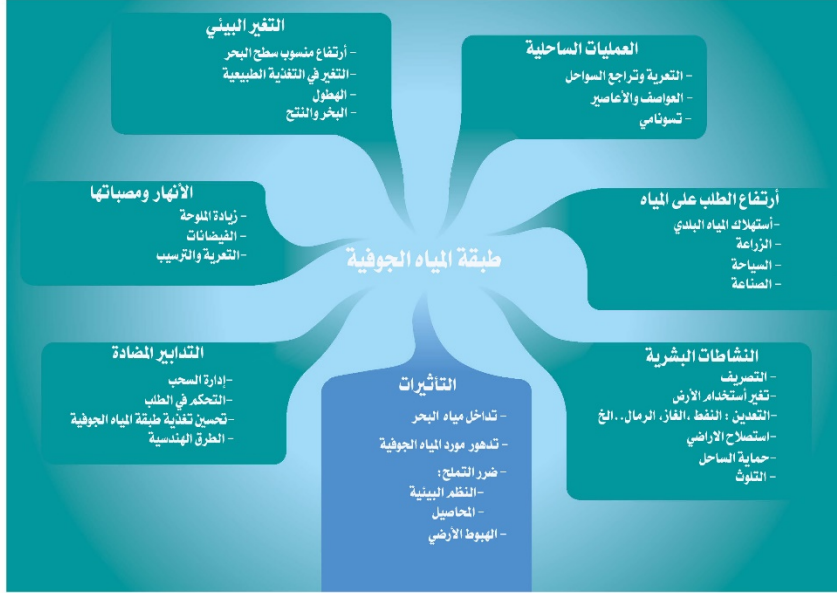 العمليات الساحلية
- التعرية وتراجع السواحل
- العواصف والأعاصير
- تسونامي
التغير البيئي
- أرتفاع منسوب سطح البحر
- التغير في التغذية الطبيعية
- الهطول
- البخر والنتح
أرتفاع الطلب على المياه
-أستهلاك المياه البلدي
- الزراعة
- السياحة
- الصناعة
الأنهار ومصباتها
- زيادة الملوحة
- الفيضانات
-التعرية والترسيب
طبقة المياه الجوفية
النشاطات البشرية
- التصريف
-تغير أستخدام الأرض
-التعدين : النفط ،الغاز، الرمال..الخ
-استصلاح الاراضي
-حماية الساحل
- التلوث
التأثيرات
- تداخل مياه البحر
- تدهور مورد المياه الجوفية
- ضرر التملح:
-النظم البيئية
- المحاصيل
- الهبوط الأرضي
التدابير المضادة
-إدارة السحب
-التحكم في الطلب
-تحسين تغذية طبقة المياه الجوفية
- الطرق الهندسية